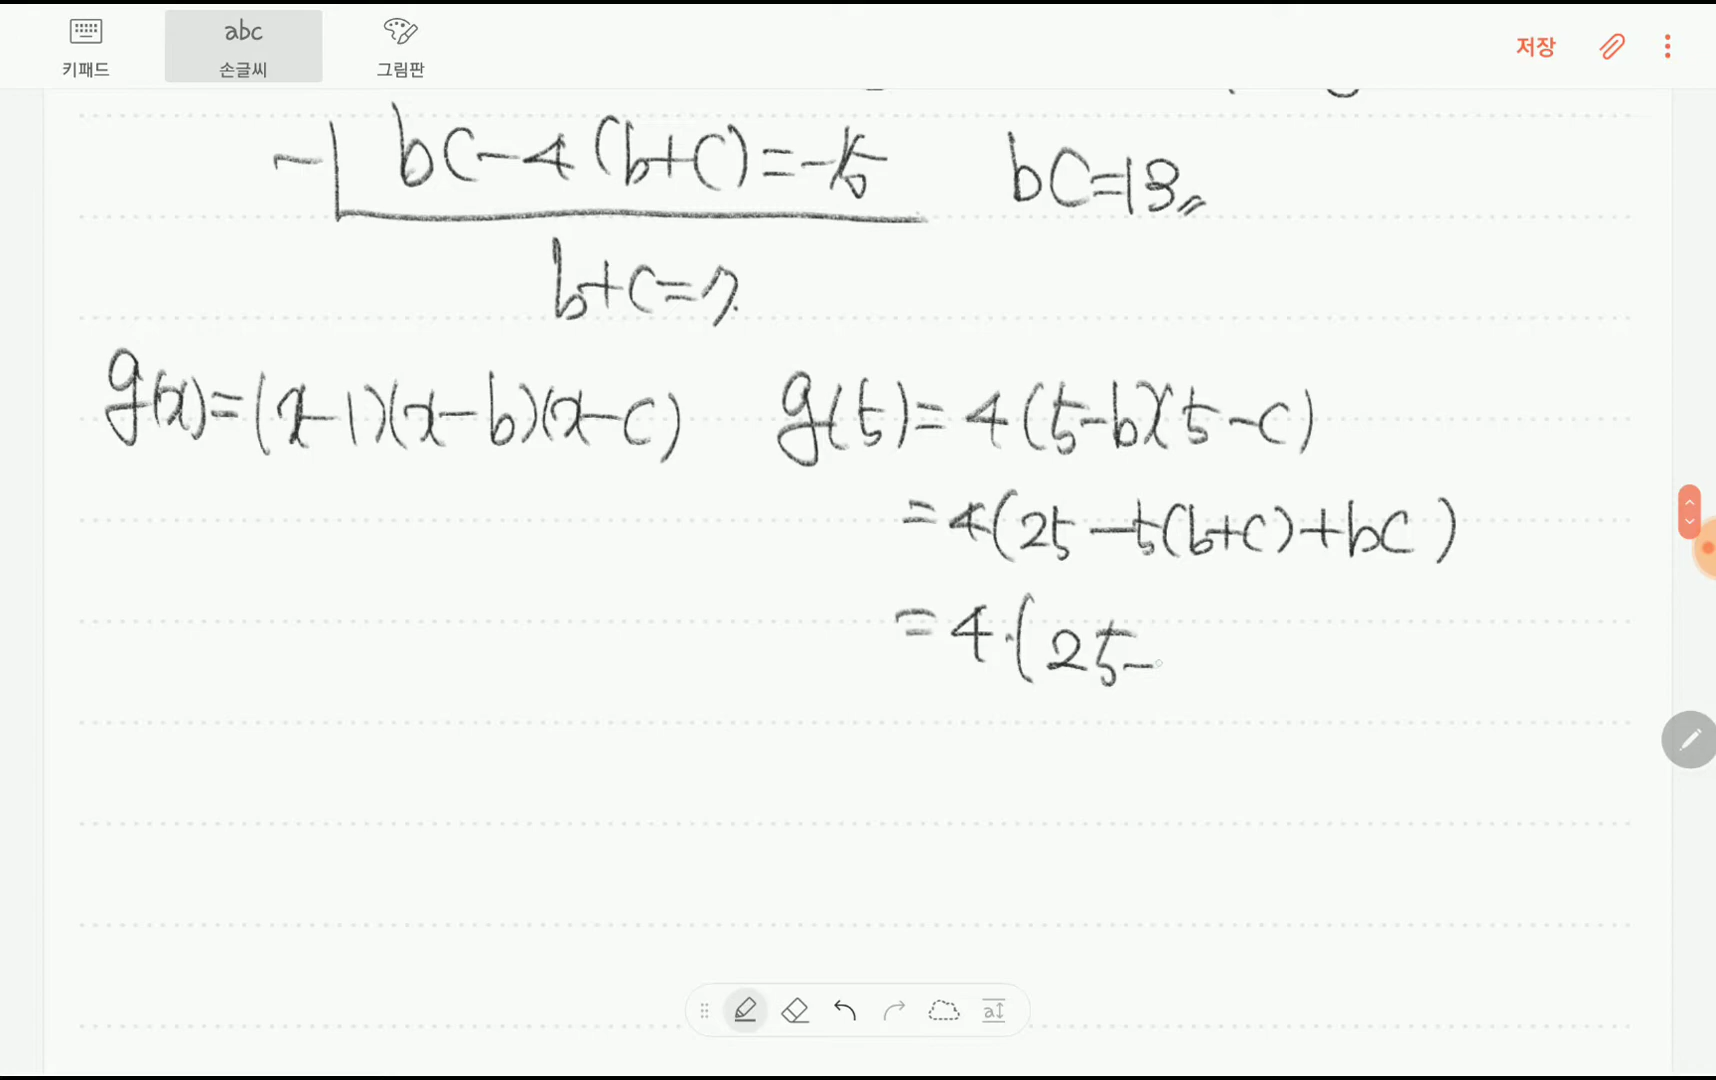 키패드 손글씨 그림판 저장
abc
- bc-4(b+c)=-15 bc=13
b+c=7.
g(x)=(x-1)(x-b)(x-c) g(5)=4(5-b)(5-c)
=4(25-5(b+c)+bc)
=4·(25-